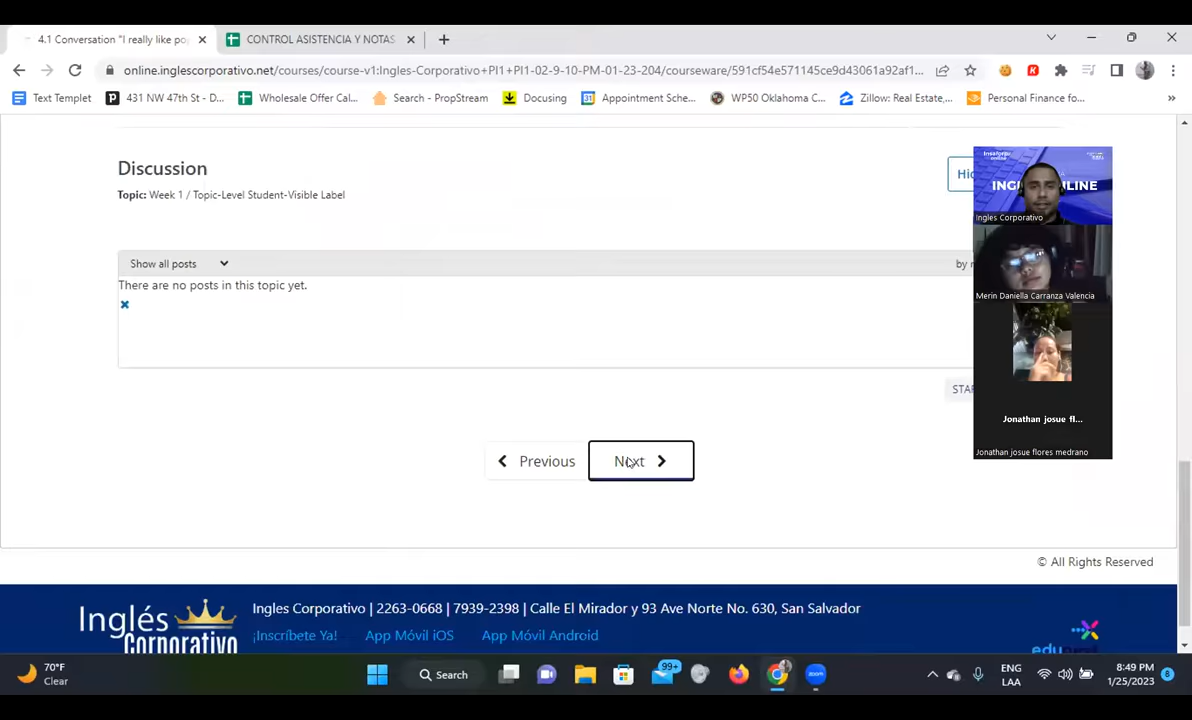 4.1 Conversation "I really like po
CONTROL ASISTENCIA Y NOTAS
online.inglescorporativo.net/courses/course-v1:Ingles-Corporativo+PI1+PI1-02-9-10-PM-01-23-204/courseware/591cf54e571145ce9d43061a92af1...
Text Templet
431 NW 47th St - D...
Wholesale Offer Cal...
Search - PropStream
Docusing
Appointment Sche...
WP50 Oklahoma C...
Zillow: Real Estate,...
Personal Finance fo...
»
Discussion
Topic: Week 1 / Topic-Level Student-Visible Label
Ingles Corporativo
Show all posts
There are no posts in this topic yet.
Merin Daniella Carranza Valencia
Jonathan josue fl...
Jonathan josue flores medrano
Previous
Next
© All Rights Reserved
Inglés Corporativo
Ingles Corporativo | 2263-0668 | 7939-2398 | Calle El Mirador y 93 Ave Norte No. 630, San Salvador
¡Inscríbete Ya! App Móvil iOS App Móvil Android
70°F
Clear
Search
99+
zoom
ENG
LAA
8:49 PM
1/25/2023
8